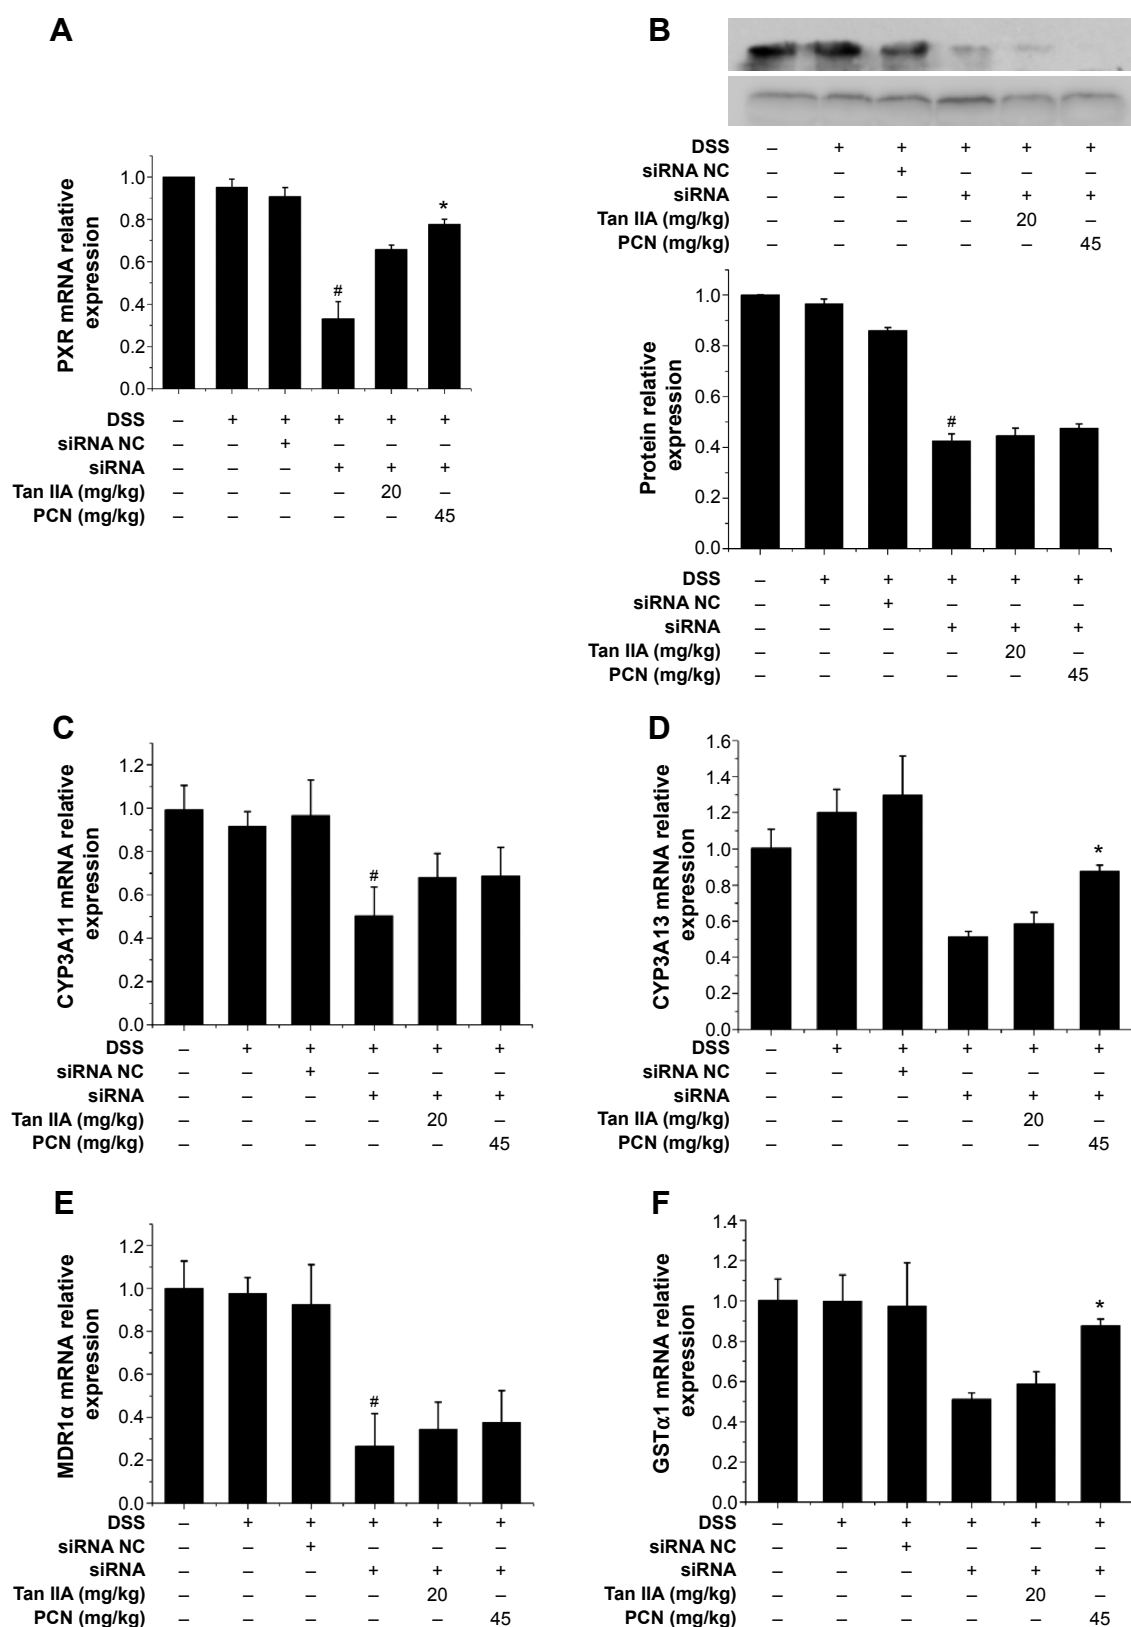 A
PXR mRNA relative
expression
1.0
0.8
0.6
0.4
0.2
0.0
#
*
DSS – + + + + +
siRNA NC – – + – – –
siRNA – – – + + +
Tan IIA (mg/kg) – – – – 20 –
PCN (mg/kg) – – – – – 45
B
DSS – + + + + +
siRNA NC – – + – – –
siRNA – – – + + +
Tan IIA (mg/kg) – – – – 20 –
PCN (mg/kg) – – – – – 45
Protein relative
expression
1.0
0.8
0.6
0.4
0.2
0.0
#
DSS – + + + + +
siRNA NC – – + – – –
siRNA – – – + + +
Tan IIA (mg/kg) – – – – 20 –
PCN (mg/kg) – – – – – 45
C
CYP3A11 mRNA relative
expression
1.2
1.0
0.8
0.6
0.4
0.2
0.0
#
DSS – + + + + +
siRNA NC – – + – – –
siRNA – – – + + +
Tan IIA (mg/kg) – – – – 20 –
PCN (mg/kg) – – – – – 45
D
CYP3A13 mRNA relative
expression
1.6
1.4
1.2
1.0
0.8
0.6
0.4
0.2
0.0
*
DSS – + + + + +
siRNA NC – – + – – –
siRNA – – – + + +
Tan IIA (mg/kg) – – – – 20 –
PCN (mg/kg) – – – – – 45
E
MDR1α mRNA relative
expression
1.2
1.0
0.8
0.6
0.4
0.2
0.0
#
DSS – + + + + +
siRNA NC – – + – – –
siRNA – – – + + +
Tan IIA (mg/kg) – – – – 20 –
PCN (mg/kg) – – – – – 45
F
GSTα1 mRNA relative
expression
1.4
1.2
1.0
0.8
0.6
0.4
0.2
0.0
*
DSS – + + + + +
siRNA NC – – + – – –
siRNA – – – + + +
Tan IIA (mg/kg) – – – – 20 –
PCN (mg/kg) – – – – – 45